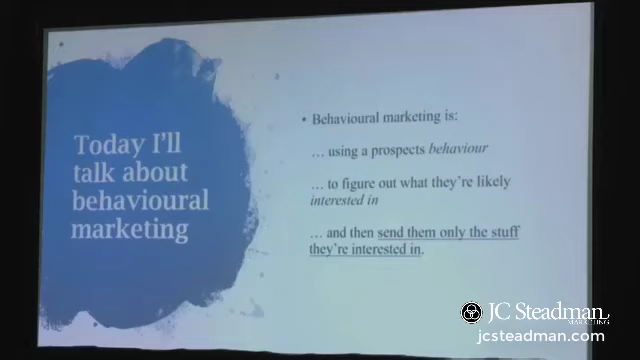 Today I'll
talk about
behavioural
marketing
• Behavioural marketing is:
… using a prospects behaviour
… to figure out what they're likely
interested in
… and then send them only the stuff
they're interested in.
JC Steadman
MARKETING
jcsteadman.com